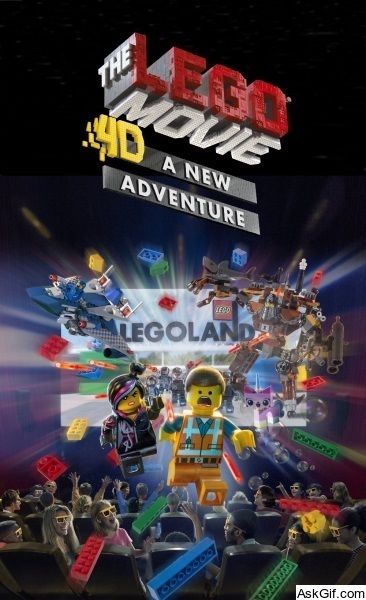 THE
LEGO
MOVIE
4D
A NEW
ADVENTURE
LEGO
LEGOLAND
AskGif.com